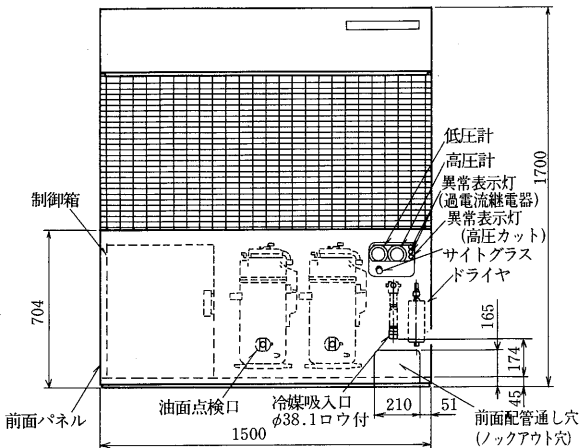 低圧計
高圧計
異常表示灯
(過電流継電器)
異常表示灯
(高圧カット)
サイトグラス
ドライヤ
制御箱
1700
704
165
174
45
油面点検口
冷媒吸入口
φ38.1ロウ付
210
51
前面パネル
前面配管通し穴
(ノックアウト穴)
1500